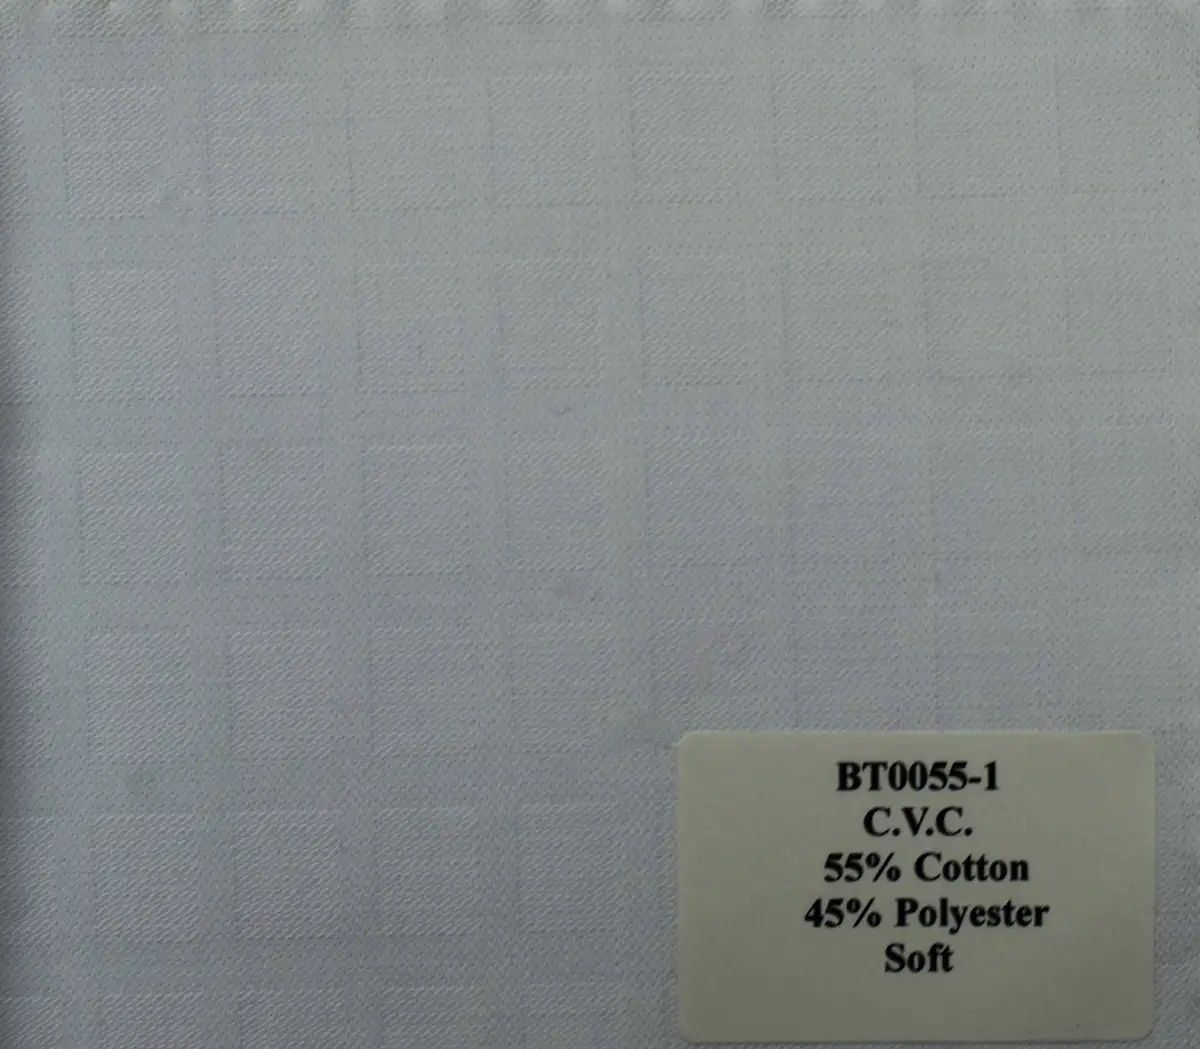 BT0055-1
C.V.C.
55% Cotton
45% Polyester
Soft